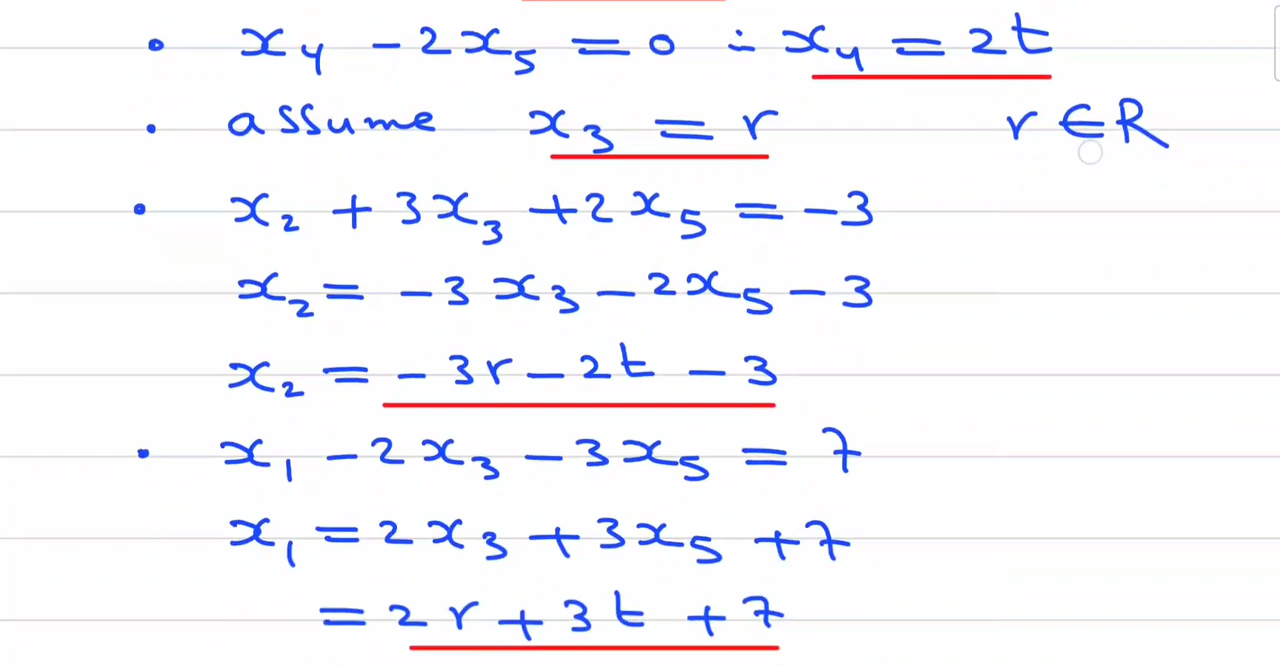 • x₄ - 2x₅ = 0 ∴ x₄ = 2t
• assume x₃ = r r ∈ R
• x₂ + 3x₃ + 2x₅ = -3
x₂ = -3x₃ - 2x₅ - 3
x₂ = -3r - 2t - 3
• x₁ - 2x₃ - 3x₅ = 7
x₁ = 2x₃ + 3x₅ + 7
= 2r + 3t + 7